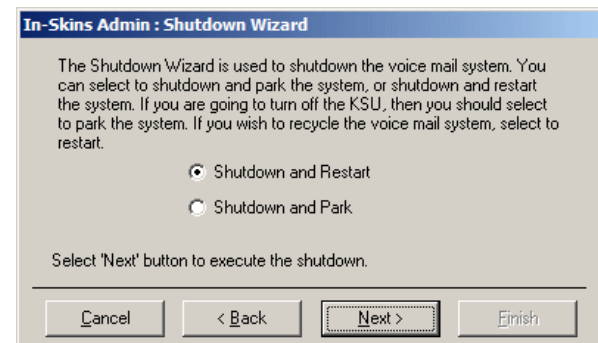 In-Skins Admin : Shutdown Wizard
The Shutdown Wizard is used to shutdown the voice mail system. You
can select to shutdown and park the system, or shutdown and restart
the system. If you are going to turn off the KSU, then you should select
to park the system. If you wish to recycle the voice mail system, select to
restart.
Shutdown and Restart
Shutdown and Park
Select 'Next' button to execute the shutdown.
Cancel
< Back
Next >
Finish